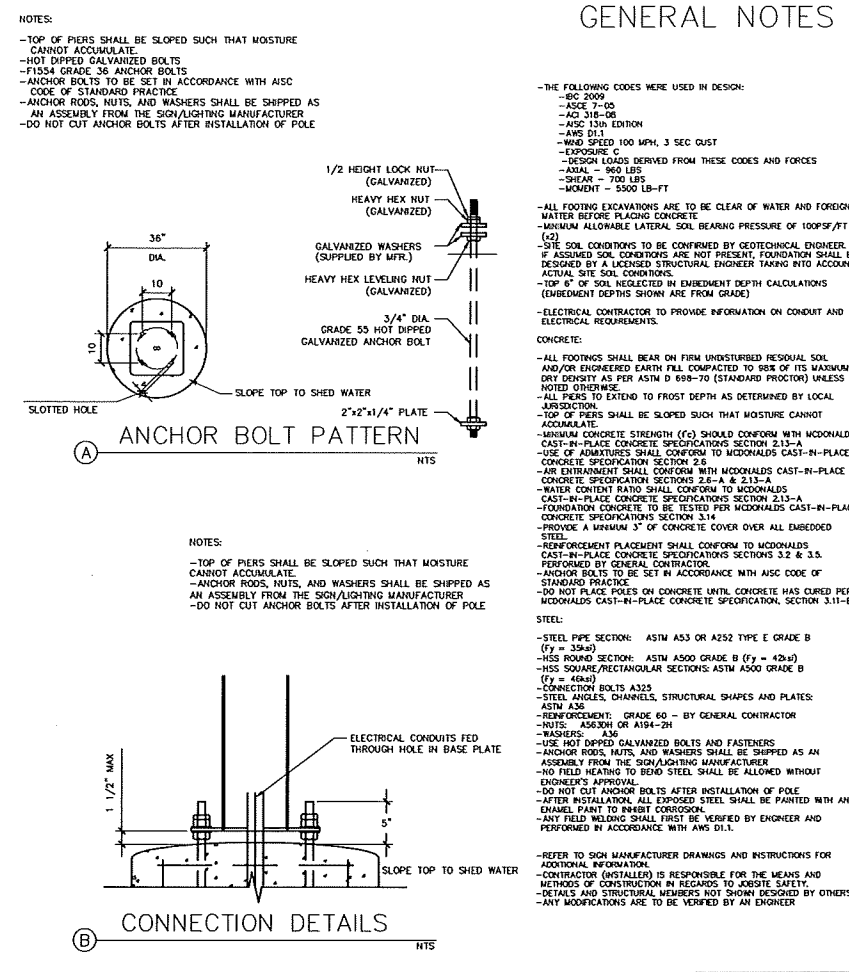 NOTES:
-TOP OF PIERS SHALL BE SLOPED SUCH THAT MOISTURE
CANNOT ACCUMULATE.
-HOT DIPPED GALVANIZED BOLTS
-F1554 GRADE 36 ANCHOR BOLTS
-ANCHOR BOLTS TO BE SET IN ACCORDANCE WITH AISC
CODE OF STANDARD PRACTICE
-ANCHOR RODS, NUTS, AND WASHERS SHALL BE SHIPPED AS
AN ASSEMBLY FROM THE SIGN/LIGHTING MANUFACTURER
-DO NOT CUT ANCHOR BOLTS AFTER INSTALLATION OF POLE
1/2 HEIGHT LOCK NUT
(GALVANIZED)
HEAVY HEX NUT
(GALVANIZED)
GALVANIZED WASHERS
(SUPPLIED BY MFR.)
HEAVY HEX LEVELING NUT
(GALVANIZED)
3/4" DIA.
GRADE 55 HOT DIPPED
GALVANIZED ANCHOR BOLT
2"x2"x1/4" PLATE
36"
DIA.
10
10
SLOPE TOP TO SHED WATER
SLOTTED HOLE
A
ANCHOR BOLT PATTERN
NTS
NOTES:
-TOP OF PIERS SHALL BE SLOPED SUCH THAT MOISTURE
CANNOT ACCUMULATE.
-ANCHOR RODS, NUTS, AND WASHERS SHALL BE SHIPPED AS
AN ASSEMBLY FROM THE SIGN/LIGHTING MANUFACTURER
-DO NOT CUT ANCHOR BOLTS AFTER INSTALLATION OF POLE
ELECTRICAL CONDUITS FED
THROUGH HOLE IN BASE PLATE
1 1/2" MAX
5"
SLOPE TOP TO SHED WATER
B
CONNECTION DETAILS
NTS
GENERAL NOTES
-THE FOLLOWING CODES WERE USED IN DESIGN:
-IBC 2009
-ASCE 7-05
-ACI 318-08
-AISC 13th EDITION
-AWS D1.1
-WIND SPEED 100 MPH, 3 SEC GUST
-EXPOSURE C
-DESIGN LOADS DERIVED FROM THESE CODES AND FORCES
-AXIAL - 960 LBS
-SHEAR - 700 LBS
-MOMENT - 5500 LB-FT
-ALL FOOTING EXCAVATIONS ARE TO BE CLEAR OF WATER AND FOREIGN
MATTER BEFORE PLACING CONCRETE
-MINIMUM ALLOWABLE LATERAL SOIL BEARING PRESSURE OF 100PSF/FT
(x2)
-SITE SOIL CONDITIONS TO BE CONFIRMED BY GEOTECHNICAL ENGINEER.
IF ASSUMED SOIL CONDITIONS ARE NOT PRESENT, FOUNDATION SHALL
DESIGNED BY A LICENSED STRUCTURAL ENGINEER TAKING INTO
ACTUAL SITE SOIL CONDITIONS.
-TOP 6" OF SOIL NEGLECTED IN EMBEDMENT DEPTH CALCULATIONS
(EMBEDMENT DEPTHS SHOWN ARE FROM GRADE)
-ELECTRICAL CONTRACTOR TO PROVIDE INFORMATION ON CONDUIT AND
ELECTRICAL REQUIREMENTS.
CONCRETE:
-ALL FOOTINGS SHALL BEAR ON FIRM UNDISTURBED RESIDUAL SOIL
AND/OR ENGINEERED EARTH FILL COMPACTED TO 98% OF ITS MAXIMUM
DRY DENSITY AS PER ASTM D 698-70 (STANDARD PROCTOR) UNLESS
NOTED OTHERWISE.
-ALL PIERS TO EXTEND TO FROST DEPTH AS DETERMINED BY LOCAL
JURISDICTION.
-TOP OF PIERS SHALL BE SLOPED SUCH THAT MOISTURE CANNOT
ACCUMULATE.
-MINIMUM CONCRETE STRENGTH (f'c) SHOULD CONFORM WITH MCDONALD
CAST-IN-PLACE CONCRETE SPECIFICATIONS SECTION 2.13-A
-USE OF ADMIXTURES SHALL CONFORM TO MCDONALDS CAST-IN-PLACE
CONCRETE SPECIFICATION SECTION 2.6
-AIR ENTRAINMENT SHALL CONFORM WITH MCDONALDS CAST-IN-PLACE
CONCRETE SPECIFICATION SECTIONS 2.6-A & 2.13-A
-WATER CONTENT RATIO SHALL CONFORM TO MCDONALDS
CAST-IN-PLACE CONCRETE SPECIFICATIONS SECTION 2.13-A
-FOUNDATION CONCRETE TO BE TESTED PER MCDONALDS
CONCRETE SPECIFICATIONS SECTION 3.14
-PROVIDE A MINIMUM 3" OF CONCRETE COVER OVER ALL EMBEDDED
STEEL.
-REINFORCEMENT PLACEMENT SHALL CONFORM TO MCDONALDS
CAST-IN-PLACE CONCRETE SPECIFICATIONS SECTIONS 3.2 & 3.5.
PERFORMED BY GENERAL CONTRACTOR.
-ANCHOR BOLTS TO BE SET IN ACCORDANCE WITH AISC CODE OF
STANDARD PRACTICE
-DO NOT PLACE POLES ON CONCRETE UNTIL CONCRETE HAS CURED PER
MCDONALDS CAST-IN-PLACE CONCRETE SPECIFICATION, SECTION 3.11-
STEEL:
-STEEL PIPE SECTION: ASTM A53 OR A252 TYPE E GRADE B
(Fy = 35ksi)
-HSS ROUND SECTION: ASTM A500 GRADE B (Fy = 42ksi)
-HSS SQUARE/RECTANGULAR SECTIONS: ASTM A500 GRADE B
(Fy = 46ksi)
-CONNECTION BOLTS A325
-STEEL ANGLES, CHANNELS, STRUCTURAL SHAPES AND PLATES:
ASTM A36
-REINFORCEMENT: GRADE 60 - BY GENERAL CONTRACTOR
-NUTS: A563DH OR A194-2H
-WASHERS: A36
-USE HOT DIPPED GALVANIZED BOLTS AND FASTENERS
-ANCHOR RODS, NUTS, AND WASHERS SHALL BE SHIPPED AS AN
ASSEMBLY FROM THE SIGN/LIGHTING MANUFACTURER
-NO FIELD HEATING TO BEND STEEL SHALL BE ALLOWED WITHOUT
ENGINEER'S APPROVAL.
-DO NOT CUT ANCHOR BOLTS AFTER INSTALLATION OF POLE
-AFTER INSTALLATION, ALL EXPOSED STEEL SHALL BE PAINTED WITH AN
ENAMEL PAINT TO INHIBIT CORROSION.
-ANY FIELD WELDING SHALL FIRST BE VERIFIED BY ENGINEER AND
PERFORMED IN ACCORDANCE WITH AWS D1.1.
-REFER TO SIGN MANUFACTURER DRAWINGS AND INSTRUCTIONS FOR
ADDITIONAL INFORMATION.
-CONTRACTOR (INSTALLER) IS RESPONSIBLE FOR THE MEANS AND
METHODS OF CONSTRUCTION IN REGARDS TO JOBSITE SAFETY.
-DETAILS AND STRUCTURAL MEMBERS NOT SHOWN DESIGNED BY OTHERS
-ANY MODIFICATIONS ARE TO BE VERIFIED BY AN ENGINEER